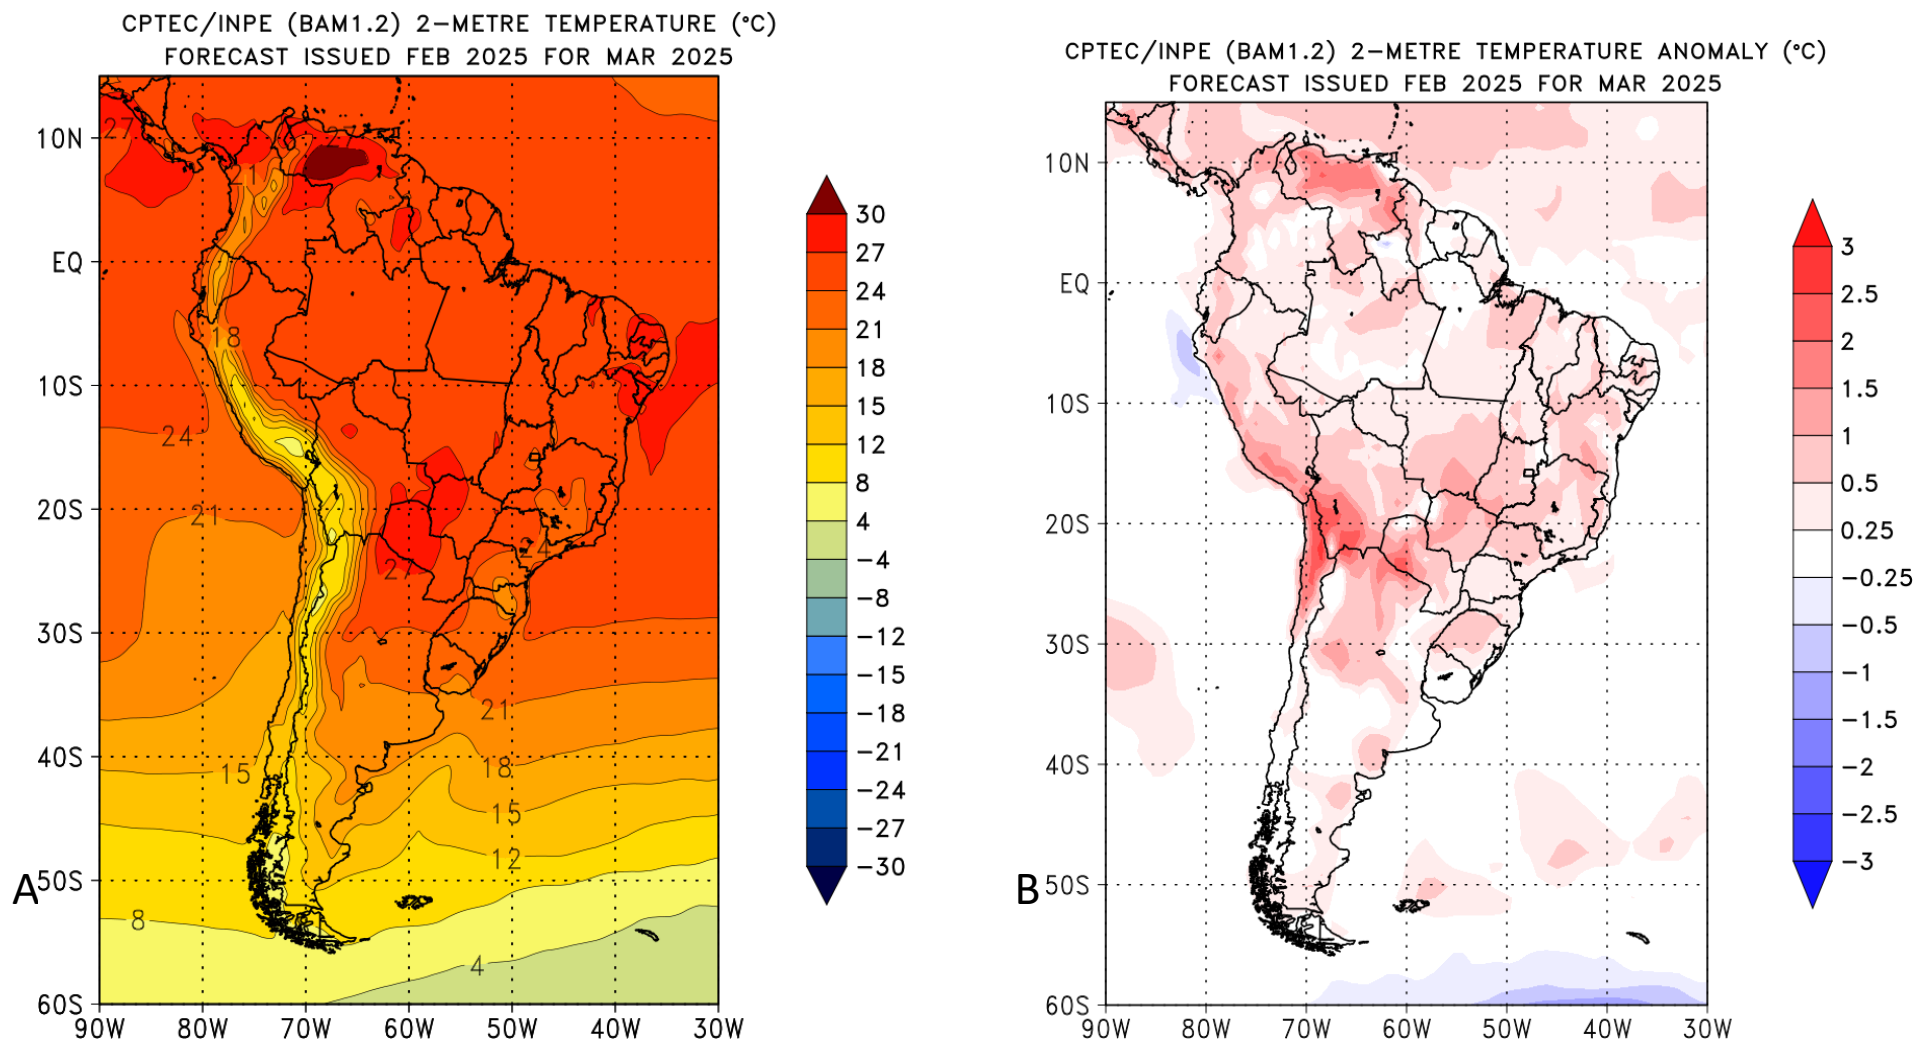 CPTEC/INPE (BAM1.2) 2-METRE TEMPERATURE (°C)
FORECAST ISSUED FEB 2025 FOR MAR 2025
10N
EQ
10S
20S
30S
40S
50S
60S
90W 80W 70W 60W 50W 40W 30W
27
18
24
21
24
27
21
15
18
15
12
8
4
A
30
27
24
21
18
15
12
8
4
-4
-8
-12
-15
-18
-21
-24
-27
-30
CPTEC/INPE (BAM1.2) 2-METRE TEMPERATURE ANOMALY (°C)
FORECAST ISSUED FEB 2025 FOR MAR 2025
10N
EQ
10S
20S
30S
40S
50S
60S
90W 80W 70W 60W 50W 40W 30W
B
3
2.5
2
1.5
1
0.5
0.25
-0.25
-0.5
-1
-1.5
-2
-2.5
-3